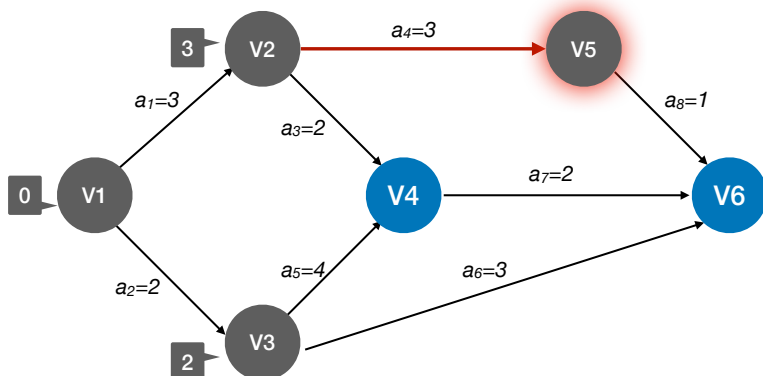 3
V2
a₄=3
V5
a₁=3
a₃=2
a₈=1
0
V1
V4
a₇=2
V6
a₂=2
a₅=4
a₆=3
2
V3